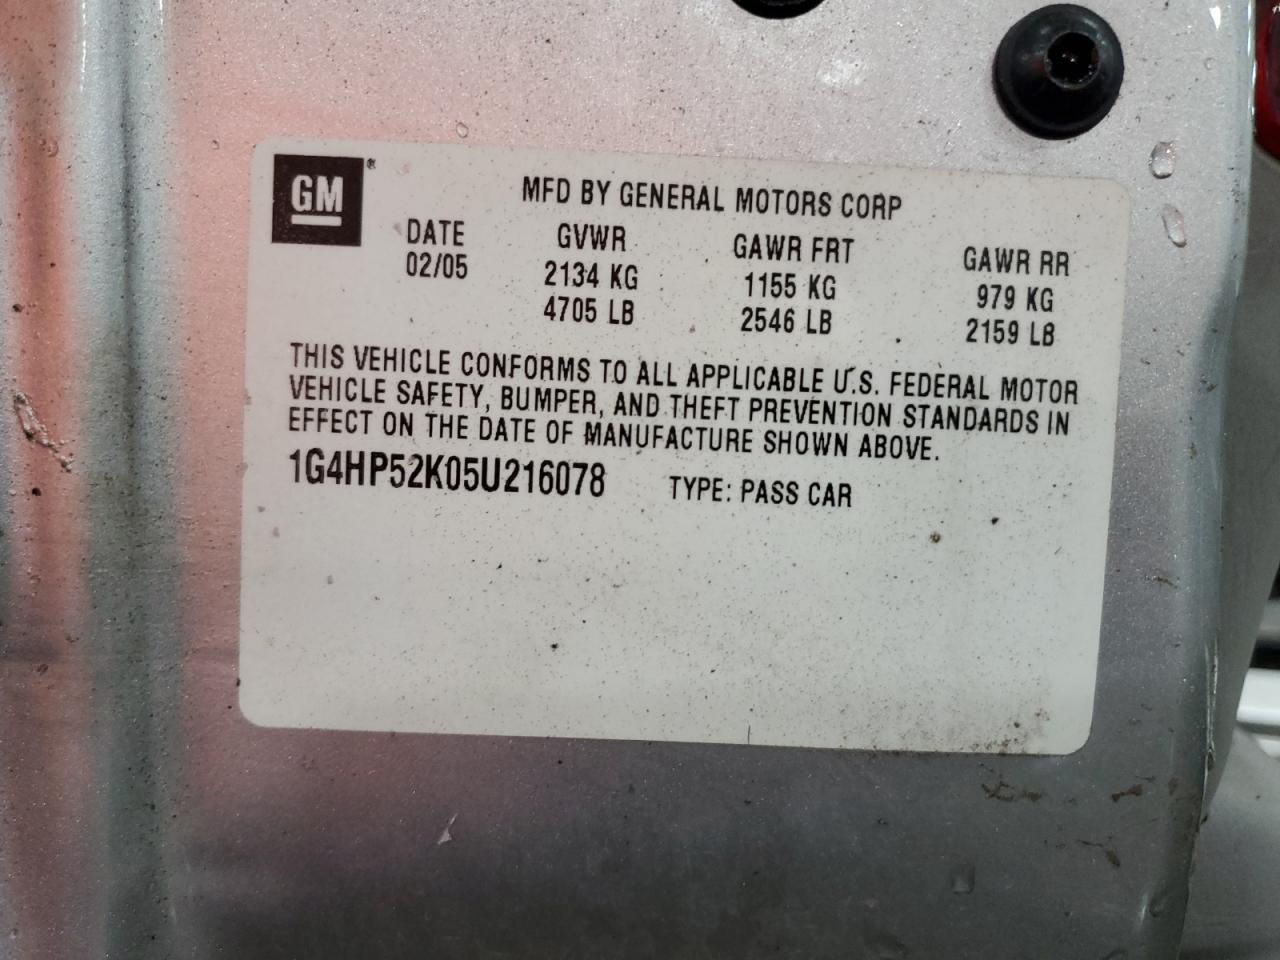 GM®
MFD BY GENERAL MOTORS CORP
DATE GVWR GAWR FRT GAWR RR
02/05 2134 KG 1155 KG 979 KG
4705 LB 2546 LB 2159 LB
THIS VEHICLE CONFORMS TO ALL APPLICABLE U.S. FEDERAL MOTOR
VEHICLE SAFETY, BUMPER, AND THEFT PREVENTION STANDARDS IN
EFFECT ON THE DATE OF MANUFACTURE SHOWN ABOVE.
1G4HP52K05U216078 TYPE: PASS CAR